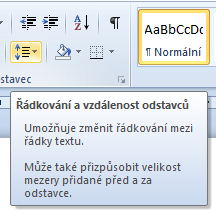 AaBbCcDc
¶ Normální
stavec
Řádkování a vzdálenost odstavců
Umožňuje změnit řádkování mezi
řádky textu.
Může také přizpůsobit velikost
mezery přidané před a za
odstavce.